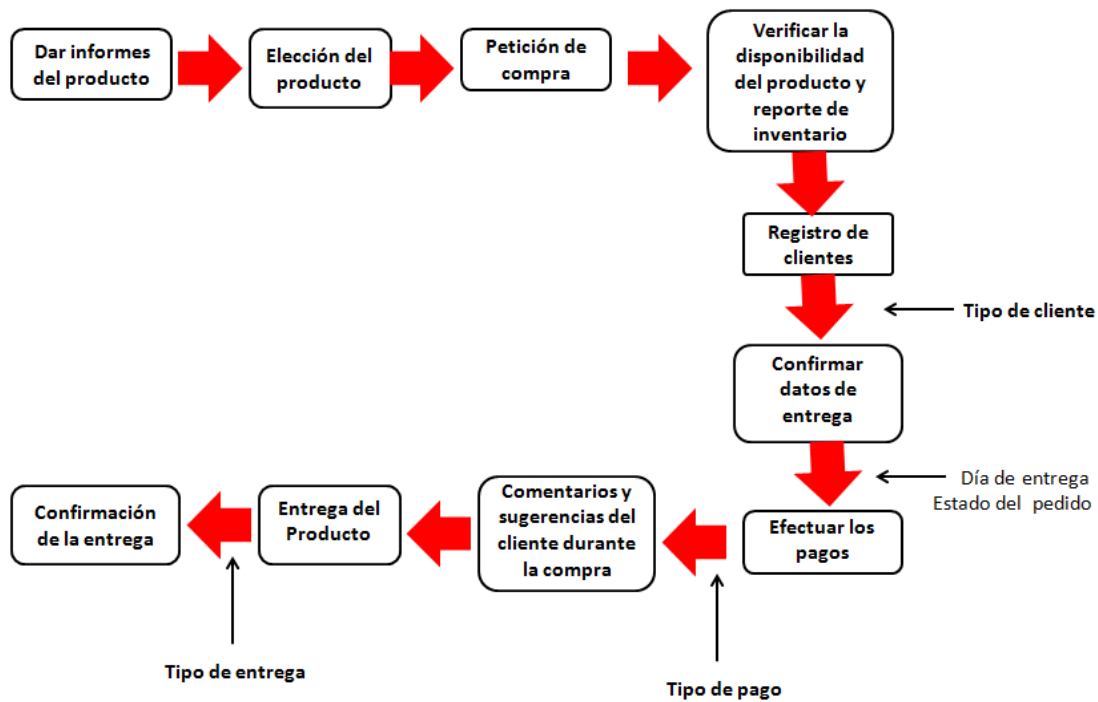 Dar informes
del producto
Elección del
producto
Petición de
compra
Verificar la
disponibilidad
del producto y
reporte de
inventario
Registro de
clientes
Tipo de cliente
Confirmar
datos de
entrega
Día de entrega
Estado del pedido
Efectuar los
pagos
Tipo de pago
Comentarios y
sugerencias del
cliente durante
la compra
Entrega del
Producto
Tipo de entrega
Confirmación
de la entrega